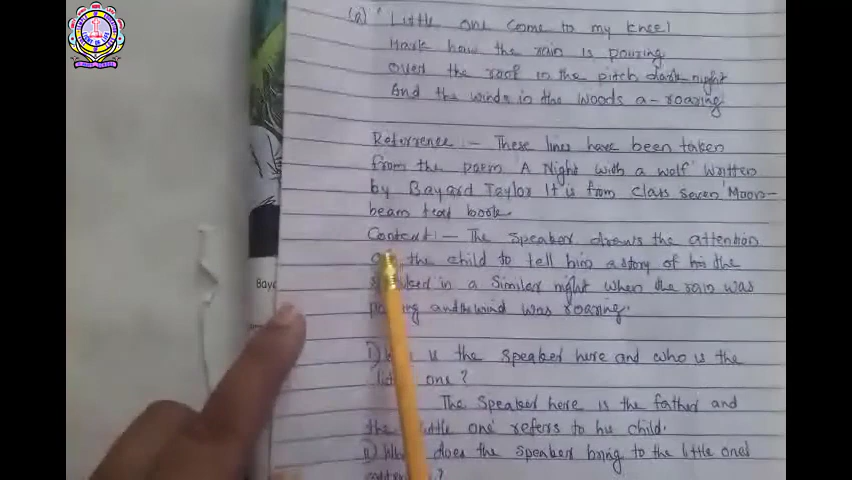 (a) " Little one come to my knee!
Hark how the rain is pouring
Over the roof in the pitch dark night
And the winds in the woods a-roaring
Referrence :- These lines have been taken
from the poem A Night with a wolf' written
by Bayard Taylor It is from class seven 'Moon-
beam text book.
Context :- The speaker draws the attention
the child to tell him a story of his the
in a similar night when the rain was
and the wind was roaring.
i) is the speaker here and who is the
little one?
The speaker here is the father and
the little one' refers to his child.
ii) What does the speaker bring to the little one's
Baya